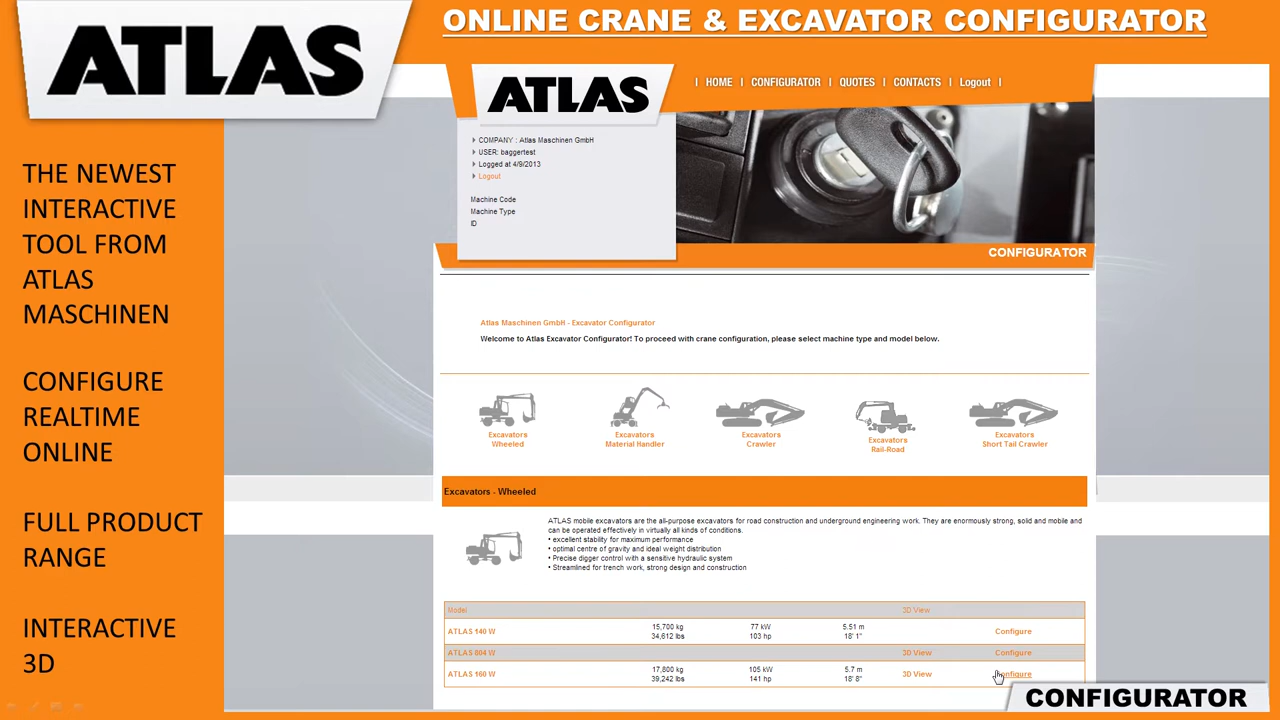 ATLAS
ONLINE CRANE & EXCAVATOR CONFIGURATOR
THE NEWEST
INTERACTIVE
TOOL FROM
ATLAS
MASCHINEN
CONFIGURE
REALTIME
ONLINE
FULL PRODUCT
RANGE
INTERACTIVE
3D
ATLAS
| HOME | CONFIGURATOR | QUOTES | CONTACTS | Logout |
COMPANY : Atlas Maschinen GmbH
USER: baggertest
Logged at 4/9/2013
Logout
Machine Code
Machine Type
ID
CONFIGURATOR
Atlas Maschinen GmbH - Excavator Configurator
Welcome to Atlas Excavator Configurator! To proceed with crane configuration, please select machine type and model below.
Excavators
Wheeled
Excavators
Material Handler
Excavators
Crawler
Excavators
Rail-Road
Excavators
Short Tail Crawler
Excavators - Wheeled
ATLAS mobile excavators are the all-purpose excavators for road construction and underground engineering work. They are enormously strong, solid and mobile and
can be operated effectively in virtually all kinds of conditions.
• excellent stability for maximum performance
• optimal centre of gravity and ideal weight distribution
• Precise digger control with a sensitive hydraulic system
• Streamlined for trench work, strong design and construction
Model 3D View
ATLAS 140 W 15,700 kg 77 kW 5.51 m Configure
34,612 lbs 103 hp 18' 1"
ATLAS 604 W 3D View Configure
ATLAS 160 W 17,800 kg 105 kW 5.7 m 3D View Configure
39,242 lbs 141 hp 18' 8"
CONFIGURATOR